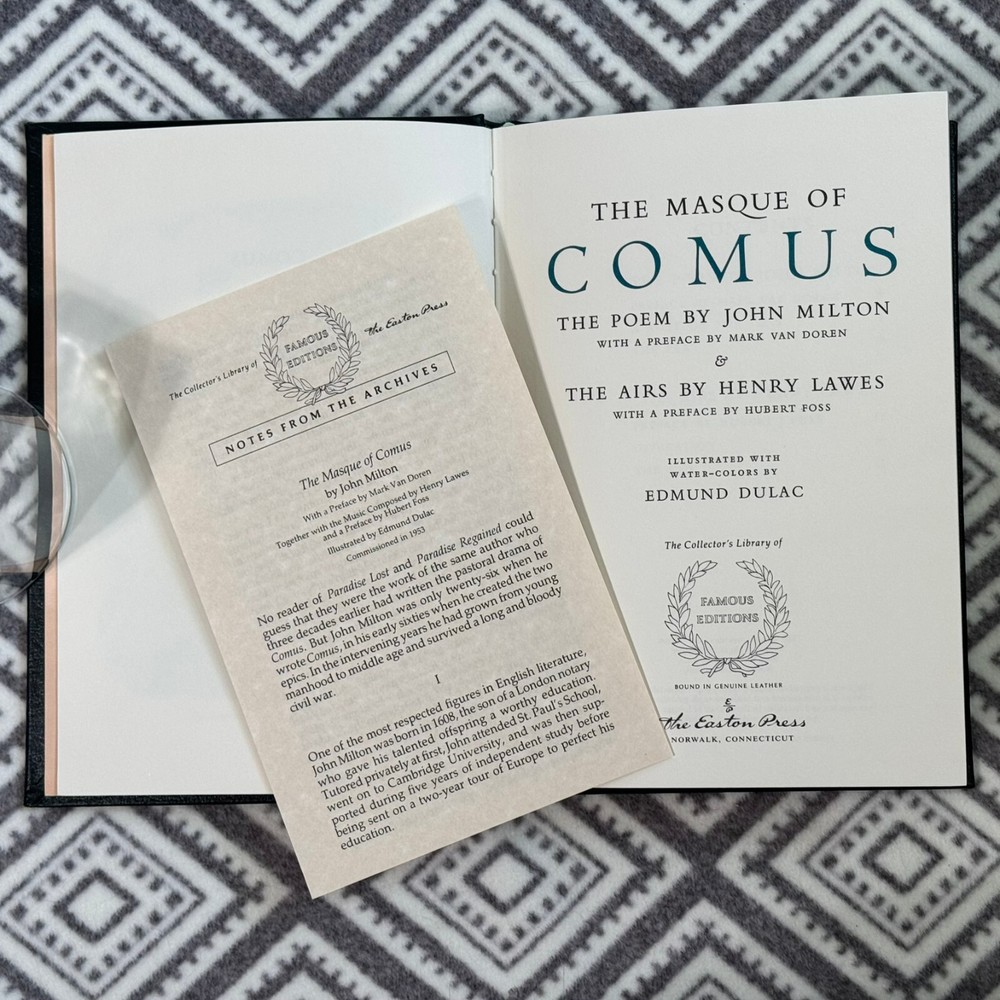 The Collector's Library of
FAMOUS
EDITIONS
the Easton Press
NOTES FROM THE ARCHIVES
The Masque of Comus
by John Milton
With a Preface by Mark Van Doren
Together with the Music Composed by Henry Lawes
and a Preface by Hubert Foss
Illustrated by Edmund Dulac
Commissioned in 1953
No reader of Paradise Lost and Paradise Regained could
guess that they were the work of the same author who
three decades earlier had written the pastoral drama of
Comus. But John Milton was only twenty-six when he
wrote Comus, in his early sixties when he created the two
epics. In the intervening years he had grown from young
manhood to middle age and survived a long and bloody
civil war.
I
One of the most respected figures in English literature,
John Milton was born in 1608, the son of a London notary
who gave his talented offspring a worthy education.
Tutored privately at first, John attended St. Paul's School,
went on to Cambridge University, and was then sup-
ported during five years of independent study before
being sent on a two-year tour of Europe to perfect his
education.
THE MASQUE OF
COMUS
THE POEM BY JOHN MILTON
WITH A PREFACE BY MARK VAN DOREN
&
THE AIRS BY HENRY LAWES
WITH A PREFACE BY HUBERT FOSS
ILLUSTRATED WITH
WATER-COLORS BY
EDMUND DULAC
The Collector's Library of
FAMOUS
EDITIONS
BOUND IN GENUINE LEATHER
the Easton Press
NORWALK, CONNECTICUT